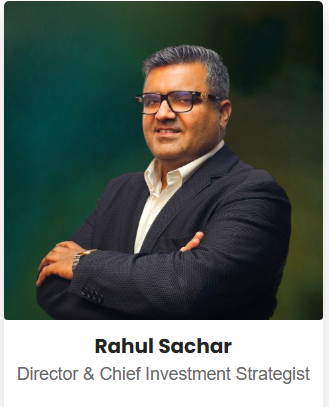 Rahul Sachar
Director & Chief Investment Strategist